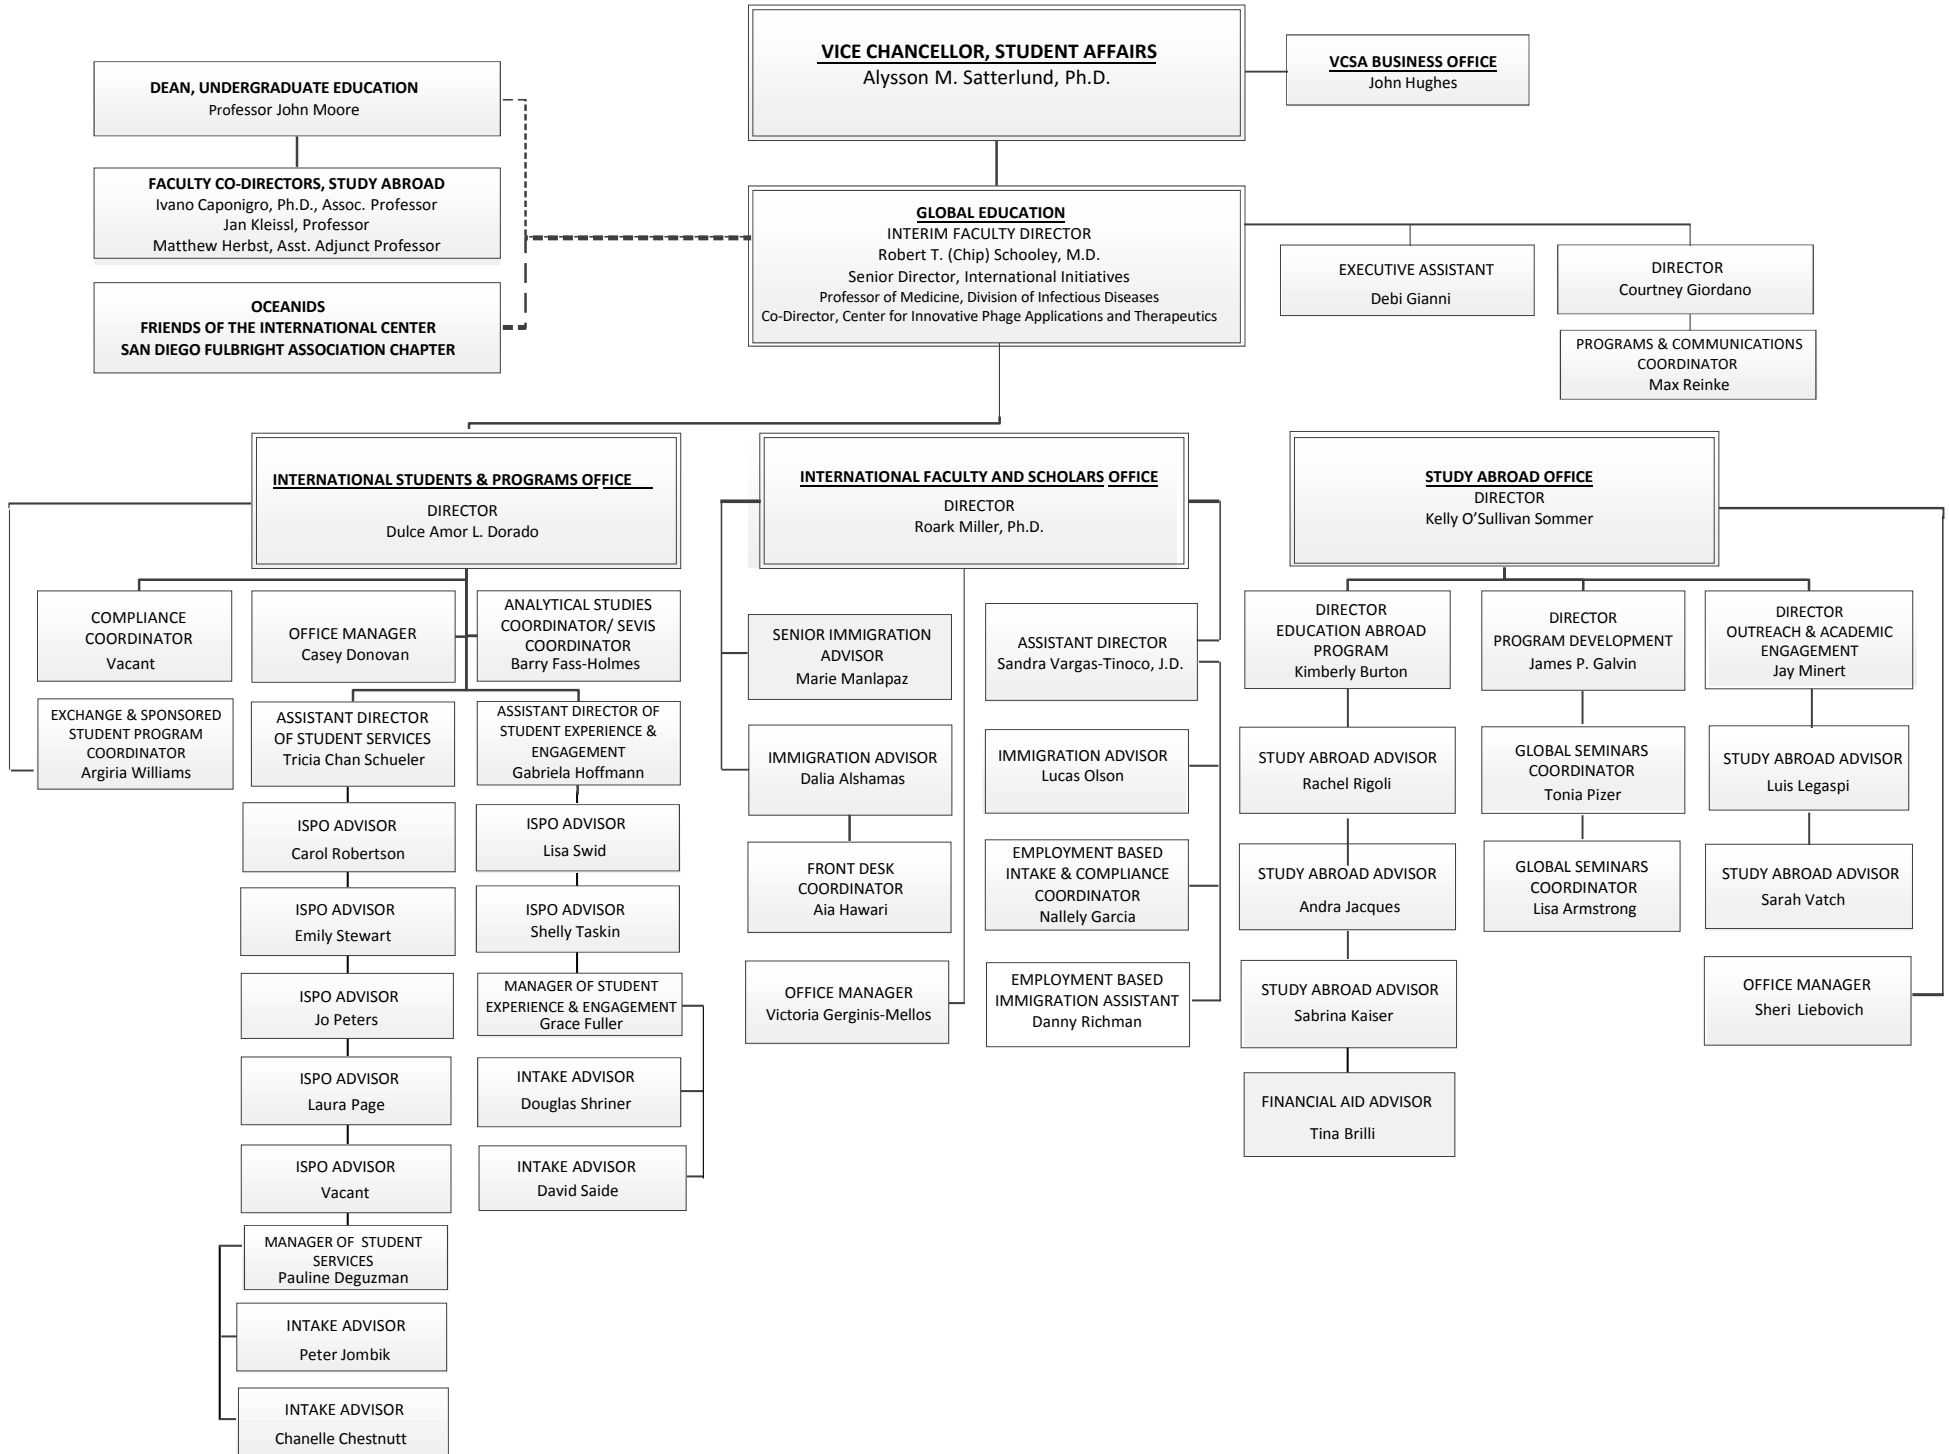 VICE CHANCELLOR, STUDENT AFFAIRS
Alysson M. Satterlund, Ph.D.
VCSA BUSINESS OFFICE
John Hughes
DEAN, UNDERGRADUATE EDUCATION
Professor John Moore
FACULTY CO-DIRECTORS, STUDY ABROAD
Ivano Caponigro, Ph.D., Assoc. Professor
Jan Kleissl, Professor
Matthew Herbst, Asst. Adjunct Professor
OCEANIDS
FRIENDS OF THE INTERNATIONAL CENTER
SAN DIEGO FULBRIGHT ASSOCIATION CHAPTER
GLOBAL EDUCATION
INTERIM FACULTY DIRECTOR
Robert T. (Chip) Schooley, M.D.
Senior Director, International Initiatives
Professor of Medicine, Division of Infectious Diseases
Co-Director, Center for Innovative Phage Applications and Therapeutics
EXECUTIVE ASSISTANT
Debi Gianni
DIRECTOR
Courtney Giordano
PROGRAMS & COMMUNICATIONS
COORDINATOR
Max Reinke
INTERNATIONAL STUDENTS & PROGRAMS OFFICE
DIRECTOR
Dulce Amor L. Dorado
COMPLIANCE
COORDINATOR
Vacant
OFFICE MANAGER
Casey Donovan
ANALYTICAL STUDIES
COORDINATOR/ SEVIS
COORDINATOR
Barry Fass-Holmes
EXCHANGE & SPONSORED
STUDENT PROGRAM
COORDINATOR
Argiria Williams
ASSISTANT DIRECTOR
OF STUDENT SERVICES
Tricia Chan Schueler
ISPO ADVISOR
Carol Robertson
ISPO ADVISOR
Emily Stewart
ISPO ADVISOR
Jo Peters
ISPO ADVISOR
Laura Page
ISPO ADVISOR
Vacant
MANAGER OF STUDENT
SERVICES
Pauline Deguzman
INTAKE ADVISOR
Peter Jombik
INTAKE ADVISOR
Chanelle Chestnutt
ASSISTANT DIRECTOR OF
STUDENT EXPERIENCE &
ENGAGEMENT
Gabriela Hoffmann
ISPO ADVISOR
Lisa Swid
ISPO ADVISOR
Shelly Taskin
MANAGER OF STUDENT
EXPERIENCE & ENGAGEMENT
Grace Fuller
INTAKE ADVISOR
Douglas Shriner
INTAKE ADVISOR
David Saide
INTERNATIONAL FACULTY AND SCHOLARS OFFICE
DIRECTOR
Roark Miller, Ph.D.
SENIOR IMMIGRATION
ADVISOR
Marie Manlapaz
IMMIGRATION ADVISOR
Dalia Alshamas
FRONT DESK
COORDINATOR
Aia Hawari
OFFICE MANAGER
Victoria Gerginis-Mellos
ASSISTANT DIRECTOR
Sandra Vargas-Tinoco, J.D.
IMMIGRATION ADVISOR
Lucas Olson
EMPLOYMENT BASED
INTAKE & COMPLIANCE
COORDINATOR
Nallely Garcia
EMPLOYMENT BASED
IMMIGRATION ASSISTANT
Danny Richman
STUDY ABROAD OFFICE
DIRECTOR
Kelly O’Sullivan Sommer
DIRECTOR
EDUCATION ABROAD
PROGRAM
Kimberly Burton
STUDY ABROAD ADVISOR
Rachel Rigoli
STUDY ABROAD ADVISOR
Andra Jacques
STUDY ABROAD ADVISOR
Sabrina Kaiser
FINANCIAL AID ADVISOR
Tina Brilli
DIRECTOR
PROGRAM DEVELOPMENT
James P. Galvin
GLOBAL SEMINARS
COORDINATOR
Tonia Pizer
GLOBAL SEMINARS
COORDINATOR
Lisa Armstrong
DIRECTOR
OUTREACH & ACADEMIC
ENGAGEMENT
Jay Minert
STUDY ABROAD ADVISOR
Luis Legaspi
STUDY ABROAD ADVISOR
Sarah Vatch
OFFICE MANAGER
Sheri Liebovich